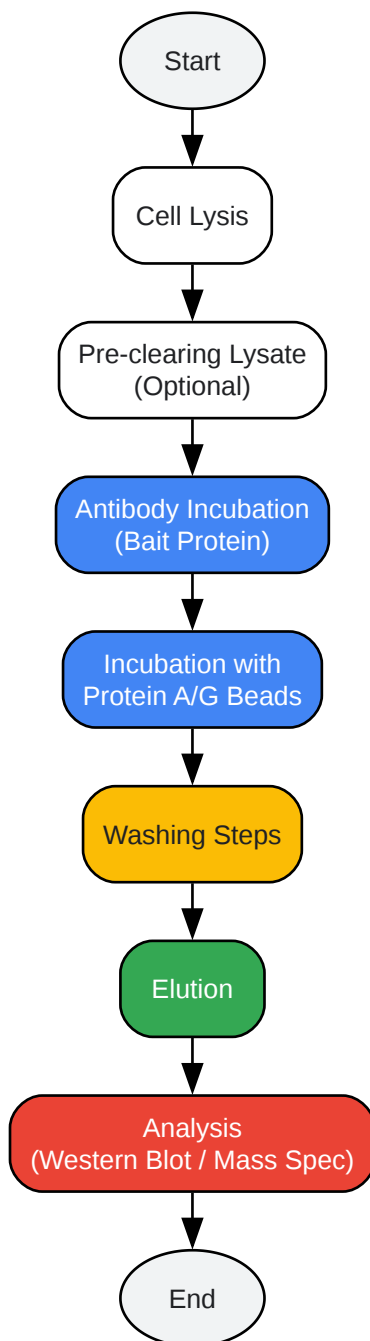 Start
Cell Lysis
Pre-clearing Lysate
(Optional)
Antibody Incubation
(Bait Protein)
Incubation with
Protein A/G Beads
Washing Steps
Elution
Analysis
(Western Blot / Mass Spec)
End